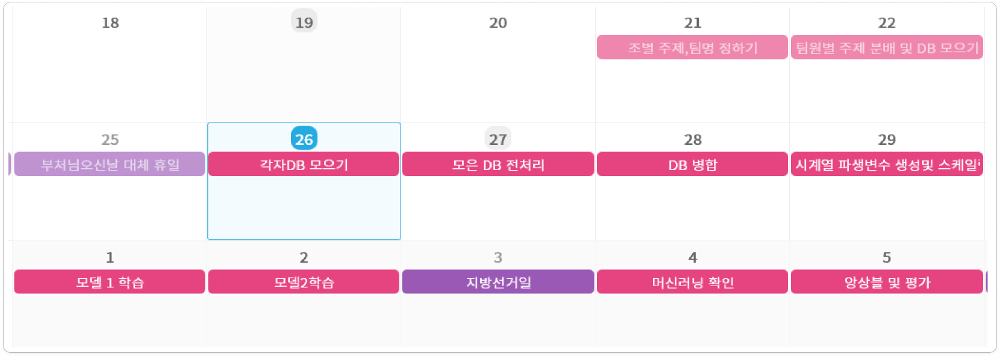 18
19
20
21
22
조별 주제,팀명 정하기
팀원별 주제 분배 및 DB 모으기
25
26
27
28
29
부처님오신날 대체 휴일
각자DB 모으기
모은 DB 전처리
DB 병합
시계열 파생변수 생성및 스케일
1
2
3
4
5
모델 1 학습
모델2학습
지방선거일
머신러닝 확인
앙상블 및 평가